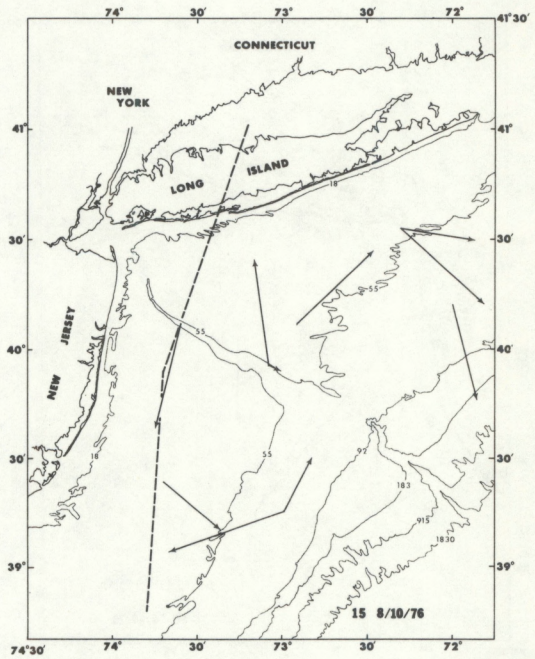 74° 30' 73° 30' 72° 41°30'
CONNECTICUT
NEW
YORK
41° 41°
LONG ISLAND
18
30' 30'
55
NEW JERSEY
55
40° 40°
55
92
30' 30'
18
183
915
1830
39° 39°
15 8/10/76
74°30' 74° 30' 73° 30' 72°